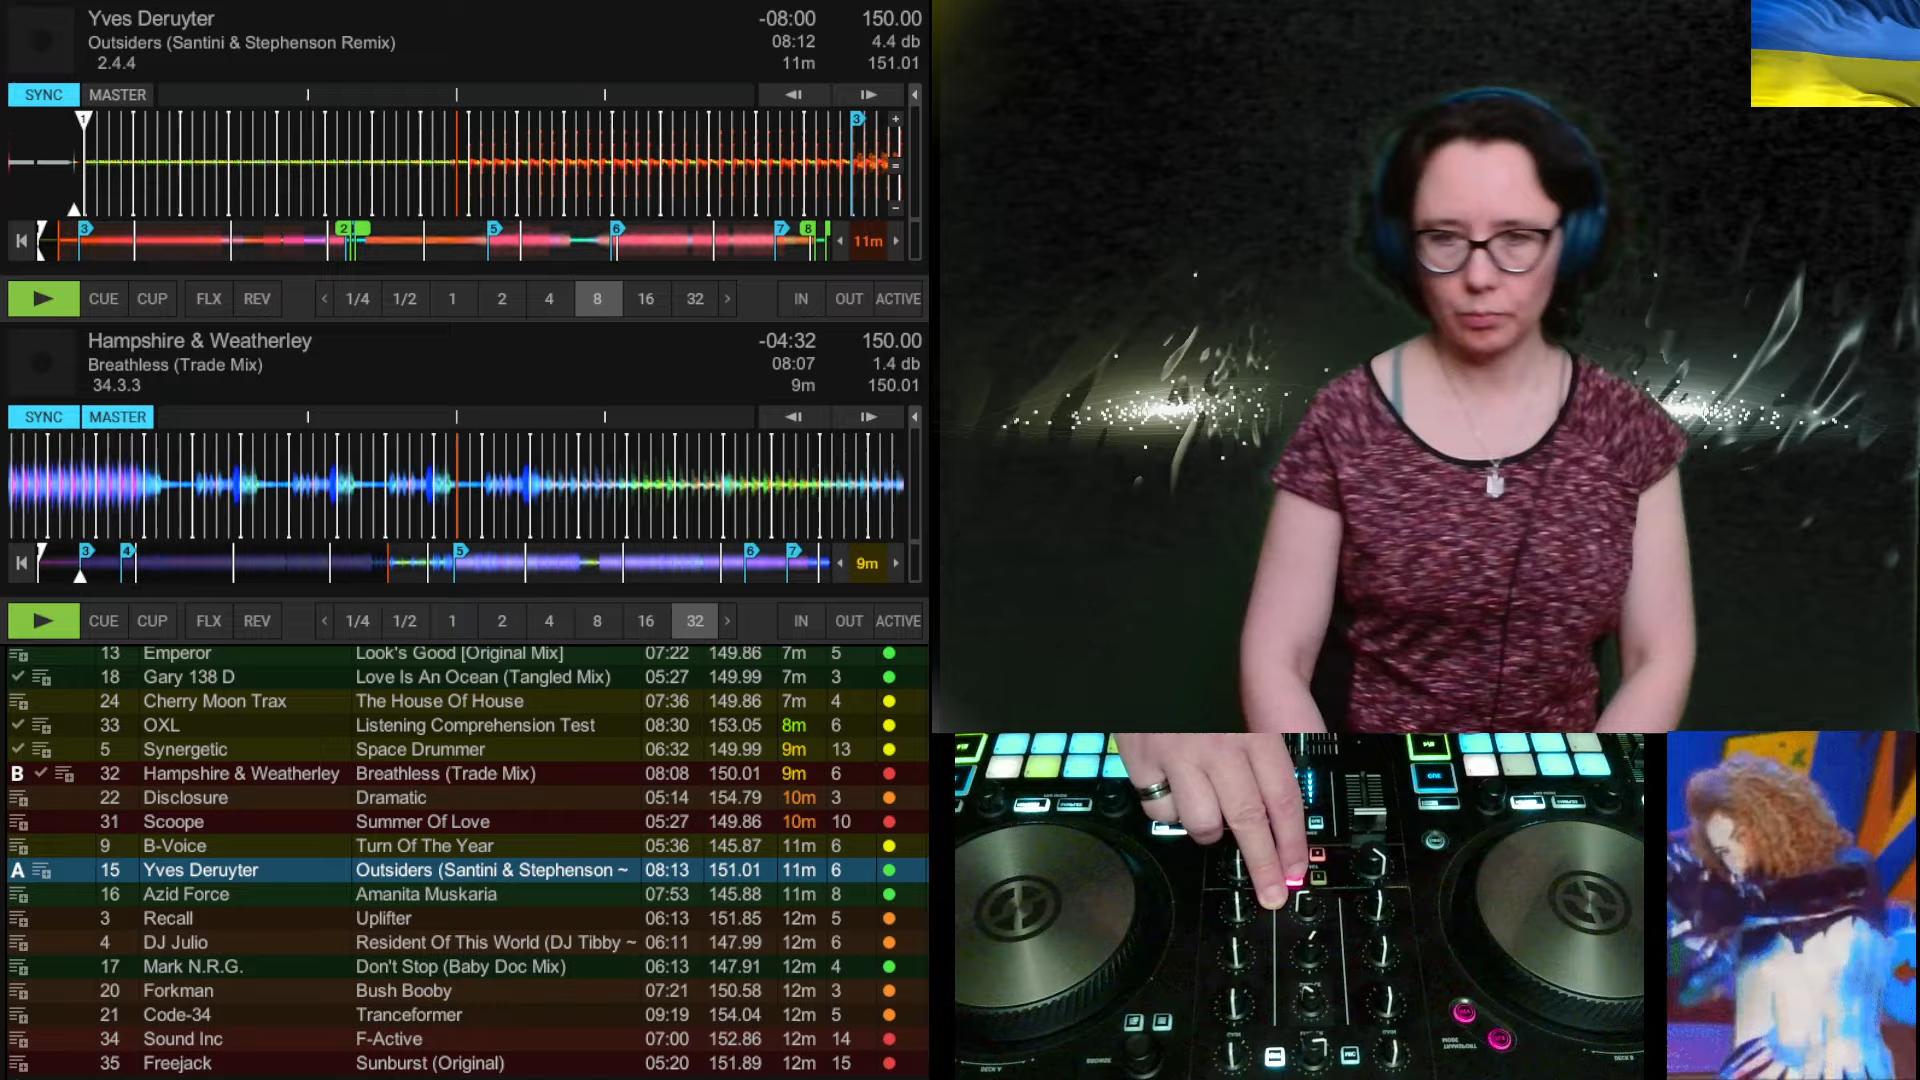 Yves Deruyter -08:00 150.00
Outsiders (Santini & Stephenson Remix) 08:12 4.4 db
2.4.4 11m 151.01
SYNC MASTER
1 3
3 2 5 6 7 8 11m
CUE CUP FLX REV 1/4 1/2 1 2 4 8 16 32 IN OUT ACTIVE
Hampshire & Weatherley -04:32 150.00
Breathless (Trade Mix) 08:07 1.4 db
34.3.3 9m 150.01
SYNC MASTER
3 4 5 6 7 9m
CUE CUP FLX REV 1/4 1/2 1 2 4 8 16 32 IN OUT ACTIVE
13 Emperor Look's Good [Original Mix] 07:22 149.86 7m 5
18 Gary 138 D Love Is An Ocean (Tangled Mix) 05:27 149.99 7m 3
24 Cherry Moon Trax The House Of House 07:36 149.86 7m 4
33 OXL Listening Comprehension Test 08:30 153.05 8m 6
5 Synergetic Space Drummer 06:32 149.99 9m 13
B 32 Hampshire & Weatherley Breathless (Trade Mix) 08:08 150.01 9m 6
22 Disclosure Dramatic 05:14 154.79 10m 3
31 Scoope Summer Of Love 05:27 149.86 10m 10
9 B-Voice Turn Of The Year 05:36 145.87 11m 6
A 15 Yves Deruyter Outsiders (Santini & Stephenson ~ 08:13 151.01 11m 6
16 Azid Force Amanita Muskaria 07:53 145.88 11m 8
3 Recall Uplifter 06:13 151.85 12m 5
4 DJ Julio Resident Of This World (DJ Tibby ~ 06:11 147.99 12m 6
17 Mark N.R.G. Don't Stop (Baby Doc Mix) 06:13 147.91 12m 4
20 Forkman Bush Booby 07:21 150.58 12m 3
21 Code-34 Tranceformer 09:19 154.04 12m 5
34 Sound Inc F-Active 07:00 152.86 12m 14
35 Freejack Sunburst (Original) 05:20 151.89 12m 15